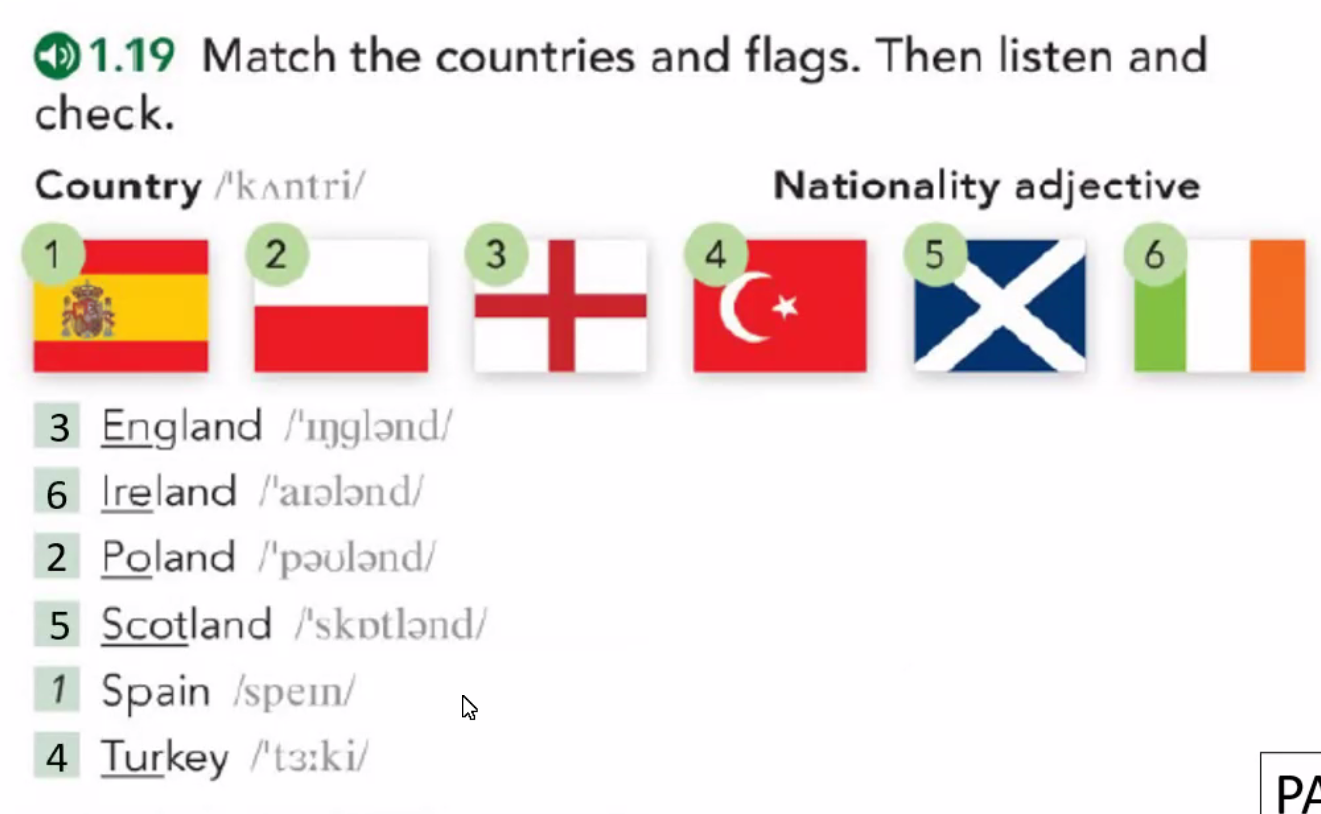 1.19 Match the countries and flags. Then listen and
check.
Country /ˈkʌntri/ Nationality adjective
1 2 3 4 5 6
3 England /ˈɪŋglənd/
6 Ireland /ˈaɪələnd/
2 Poland /ˈpəʊlənd/
5 Scotland /ˈskɒtlənd/
1 Spain /speɪn/
4 Turkey /ˈtɜːki/
PA